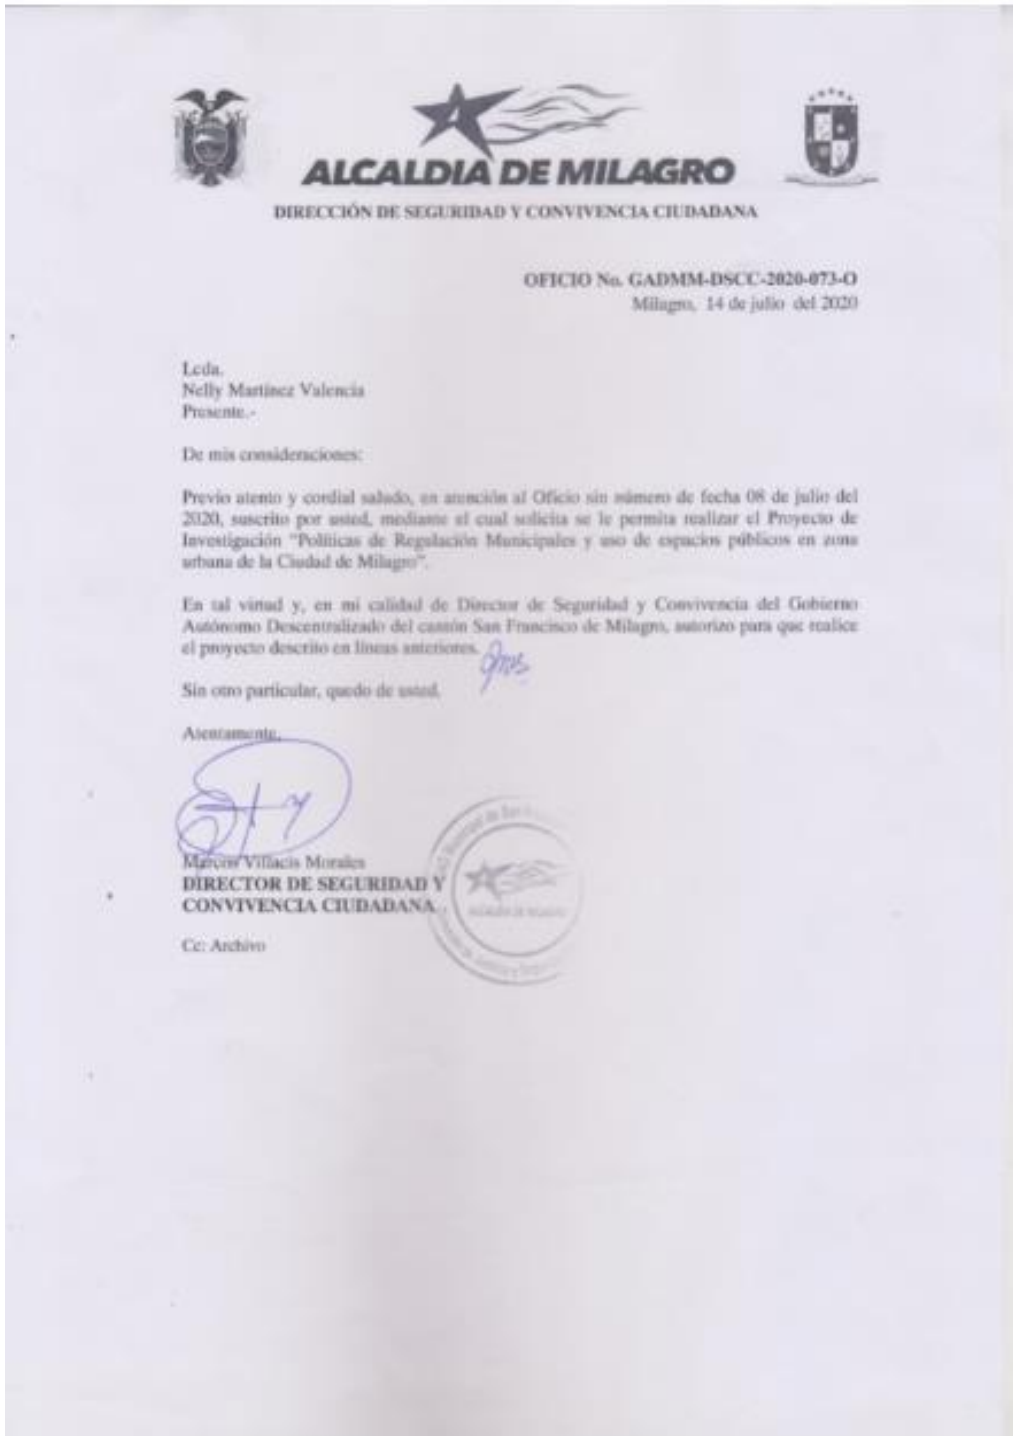 ALCALDIA DE MILAGRO
DIRECCIÓN DE SEGURIDAD Y CONVIVENCIA CIUDADANA
OFICIO No. GADMM-DSCC-2020-073-O
Milagro, 14 de julio del 2020
Lcda.
Nelly Martínez Valencia
Presente.-
De mis consideraciones:
Previo atento y cordial saludo, en atención al Oficio sin número de fecha 08 de julio del
2020, suscrito por usted, mediante el cual solicita se le permita realizar el Proyecto de
Investigación "Políticas de Regulación Municipales y uso de espacios públicos en zona
urbana de la Ciudad de Milagro".
En tal virtud y, en mi calidad de Director de Seguridad y Convivencia del Gobierno
Autónomo Descentralizado del cantón San Francisco de Milagro, autorizo para que realice
el proyecto descrito en líneas anteriores.
Sin otro particular, quedo de usted.
Atentamente,
Marcos Villacis Morales
DIRECTOR DE SEGURIDAD Y
CONVIVENCIA CIUDADANA
ALCALDIA DE MILAGRO
Cc: Archivo